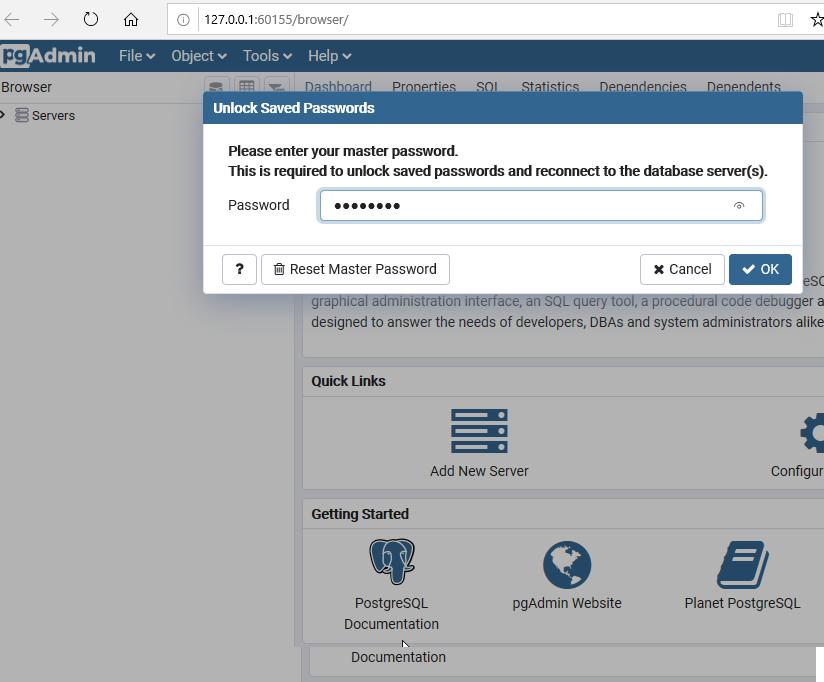 127.0.0.1:60155/browser/
pgAdmin File Object Tools Help
Browser Dashboard Properties SQL Statistics Dependencies Dependents
Servers
Unlock Saved Passwords
Please enter your master password.
This is required to unlock saved passwords and reconnect to the database server(s).
Password ••••••••
? Reset Master Password Cancel OK
graphical administration interface, an SQL query tool, a procedural code debugger a
designed to answer the needs of developers, DBAs and system administrators alike
Quick Links
Add New Server Configur
Getting Started
PostgreSQL
Documentation
pgAdmin Website
Planet PostgreSQL
Documentation